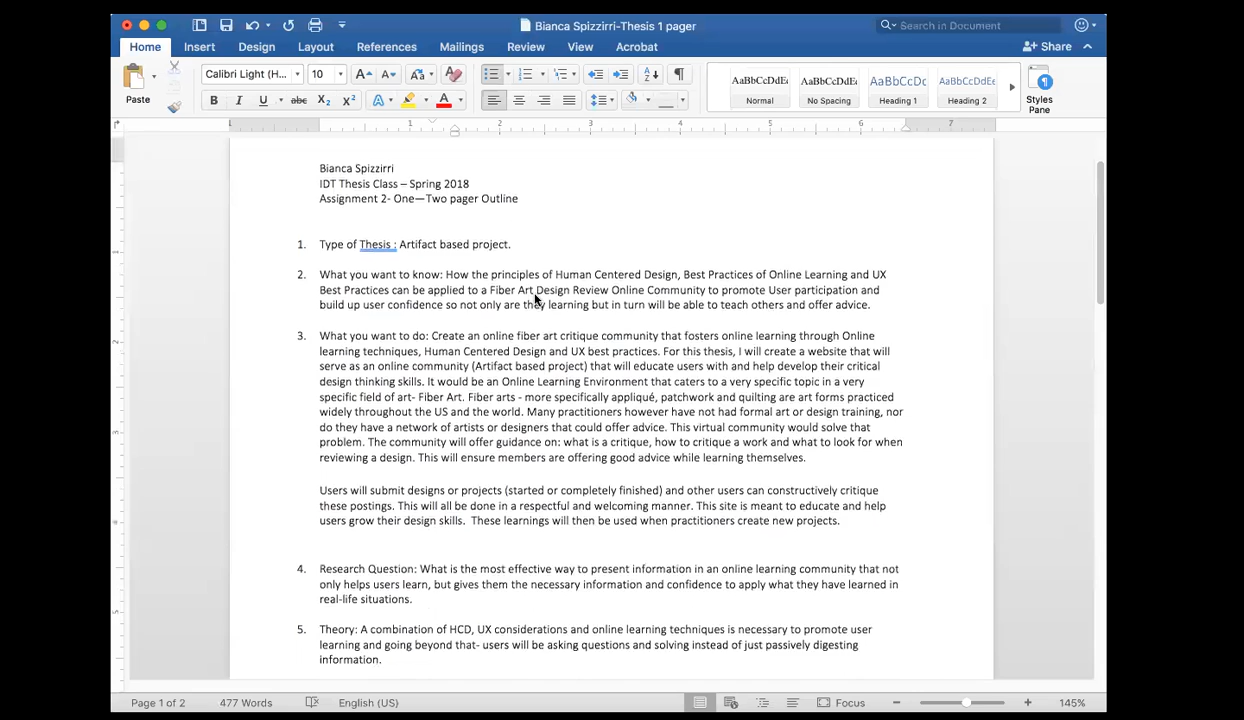 Bianca Spizzirri-Thesis 1 pager
Search in Document
Home Insert Design Layout References Mailings Review View Acrobat
Share
Paste
Calibri Light (H... 10
AaBbCcDdEe AaBbCcDdEe AaBbCcDc AaBbCcDdEe
Normal No Spacing Heading 1 Heading 2
Styles Pane
1 1 2 3 4 5 6 7
Bianca Spizzirri
IDT Thesis Class – Spring 2018
Assignment 2- One—Two pager Outline
1. Type of Thesis : Artifact based project.
2. What you want to know: How the principles of Human Centered Design, Best Practices of Online Learning and UX
Best Practices can be applied to a Fiber Art Design Review Online Community to promote User participation and
build up user confidence so not only are they learning but in turn will be able to teach others and offer advice.
3. What you want to do: Create an online fiber art critique community that fosters online learning through Online
learning techniques, Human Centered Design and UX best practices. For this thesis, I will create a website that will
serve as an online community (Artifact based project) that will educate users with and help develop their critical
design thinking skills. It would be an Online Learning Environment that caters to a very specific topic in a very
specific field of art- Fiber Art. Fiber arts - more specifically appliqué, patchwork and quilting are art forms practiced
widely throughout the US and the world. Many practitioners however have not had formal art or design training, nor
do they have a network of artists or designers that could offer advice. This virtual community would solve that
problem. The community will offer guidance on: what is a critique, how to critique a work and what to look for when
reviewing a design. This will ensure members are offering good advice while learning themselves.
Users will submit designs or projects (started or completely finished) and other users can constructively critique
these postings. This will all be done in a respectful and welcoming manner. This site is meant to educate and help
users grow their design skills.  These learnings will then be used when practitioners create new projects.
4. Research Question: What is the most effective way to present information in an online learning community that not
only helps users learn, but gives them the necessary information and confidence to apply what they have learned in
real-life situations.
5. Theory: A combination of HCD, UX considerations and online learning techniques is necessary to promote user
learning and going beyond that- users will be asking questions and solving instead of just passively digesting
information.
Page 1 of 2 477 Words English (US) Focus 145%